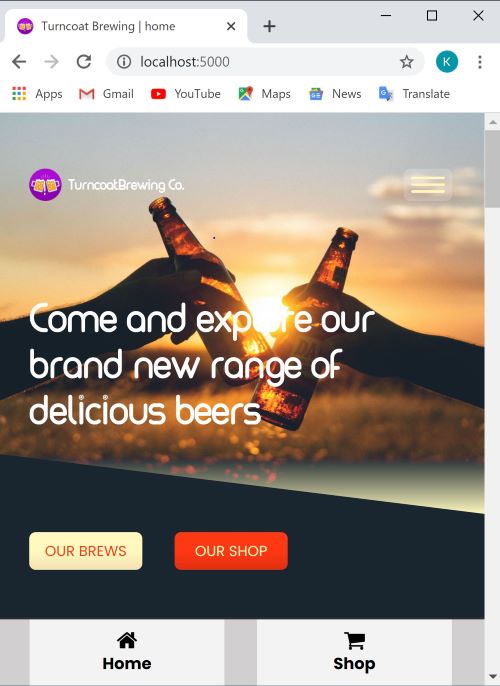 Turncoat Brewing | home
localhost:5000
K
Apps
Gmail
YouTube
Maps
News
Translate
TurncoatBrewing Co.
Come and explore our
brand new range of
delicious beers
OUR BREWS
OUR SHOP
Home
Shop